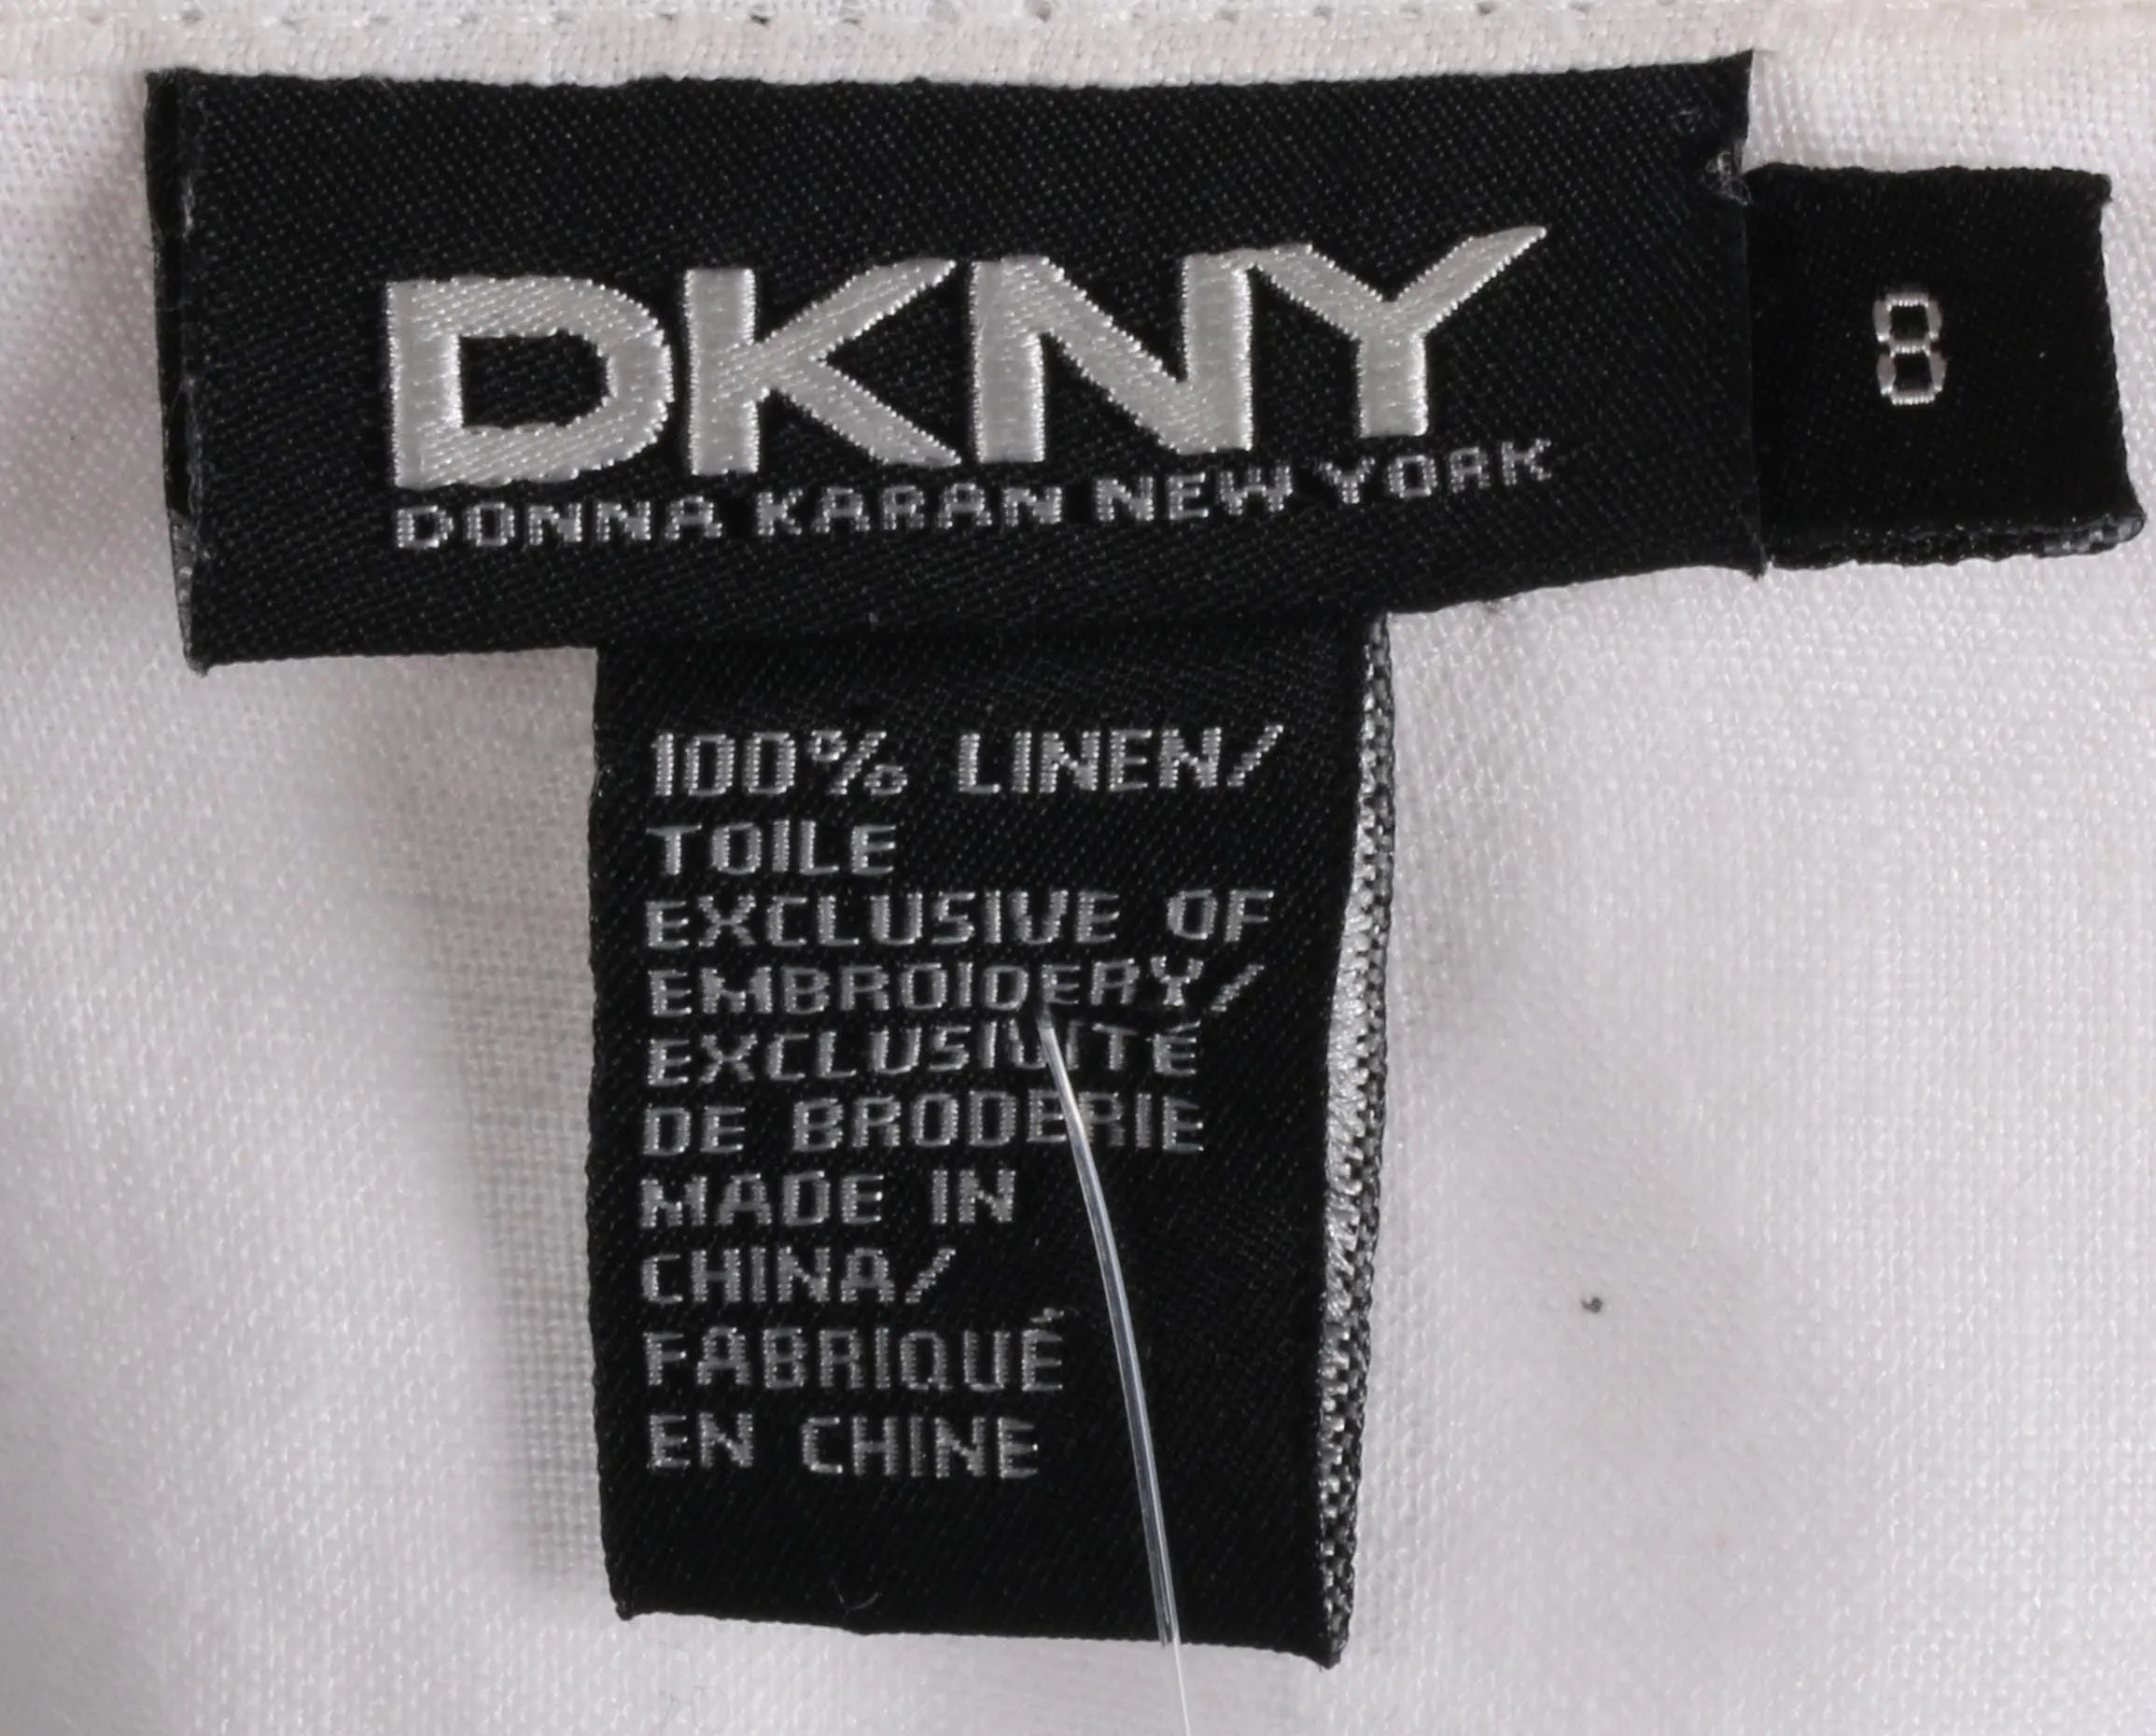 DKNY
DONNA KARAN NEW YORK
8
100% LINEN/
TOILE
EXCLUSIVE OF
EMBROIDERY/
EXCLUSIVITÉ
DE BRODERIE
MADE IN
CHINA/
FABRIQUÉ
EN CHINE